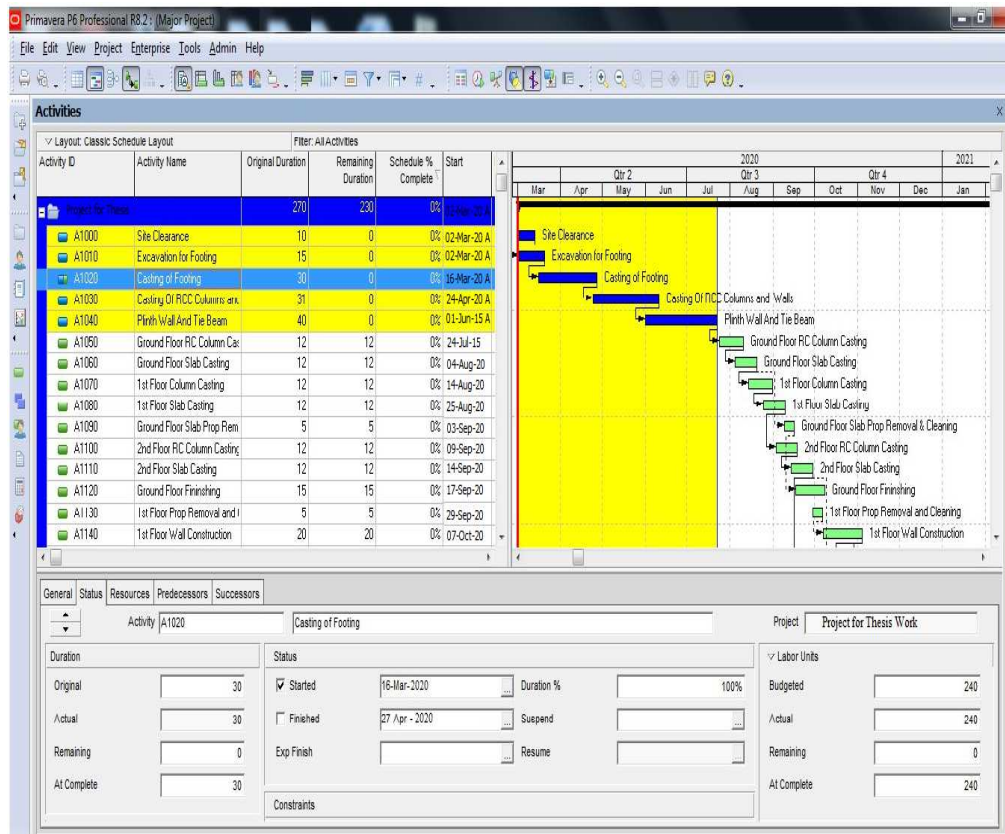 Primavera P6 Professional R8.2 : (Major Project)
File Edit View Project Enterprise Tools Admin Help
Activities
Layout: Classic Schedule Layout Filter: All Activities
Activity ID Activity Name Original Duration Remaining Duration Schedule % Complete Start
2020 2021
Qtr 2 Qtr 3 Qtr 4
Mar Apr May Jun Jul Aug Sep Oct Nov Dec Jan
Project for Thesis 270 230 0%
A1000 Site Clearance 10 0 0% 02-Mar-20 A Site Clearance
A1010 Excavation for Footing 15 0 0% 02-Mar-20 A Excavation for Footing
A1020 Casting of Footing 30 0 0% 16-Mar-20 A Casting of Footing
A1030 Casting Of RCC Columns and 31 0 0% 24-Apr-20 A Casting Of RCC Columns and Walls
A1040 Plinth Wall And Tie Beam 40 0 0% 01-Jun-15 A Plinth Wall And Tie Beam
A1050 Ground Floor RC Column Cas 12 12 0% 24-Jul-15 Ground Floor RC Column Casting
A1060 Ground Floor Slab Casting 12 12 0% 04-Aug-20 Ground Floor Slab Casting
A1070 1st Floor Column Casting 12 12 0% 14-Aug-20 1st Floor Column Casting
A1080 1st Floor Slab Casting 12 12 0% 25-Aug-20 1st Floor Slab Casting
A1090 Ground Floor Slab Prop Rem 5 5 0% 03-Sep-20 Ground Floor Slab Prop Removal & Cleaning
A1100 2nd Floor RC Column Casting 12 12 0% 09-Sep-20 2nd Floor RC Column Casting
A1110 2nd Floor Slab Casting 12 12 0% 14-Sep-20 2nd Floor Slab Casting
A1120 Ground Floor Fininshing 15 15 0% 17-Sep-20 Ground Floor Fininshing
A1130 1st Floor Prop Removal and 5 5 0% 29-Sep-20 1st Floor Prop Removal and Cleaning
A1140 1st Floor Wall Construction 20 20 0% 07-Oct-20 1st Floor Wall Construction
General Status Resources Predecessors Successors
Activity A1020 Casting of Footing Project Project for Thesis Work
Duration Status Labor Units
Original 30 Started 16-Mar-2020 Duration % 100% Budgeted 240
Actual 30 Finished 27 Apr - 2020 Suspend Actual 240
Remaining 0 Exp Finish Resume Remaining 0
At Complete 30 At Complete 240
Constraints